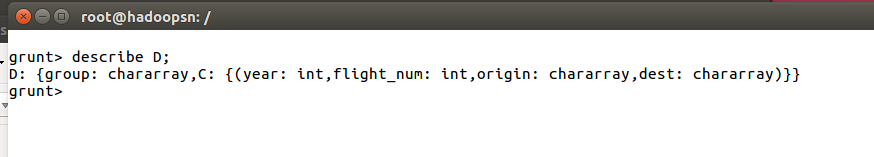 root@hadoopsn: /
grunt> describe D;
D: {group: chararray,C: {(year: int,flight_num: int,origin: chararray,dest: chararray)}}
grunt>